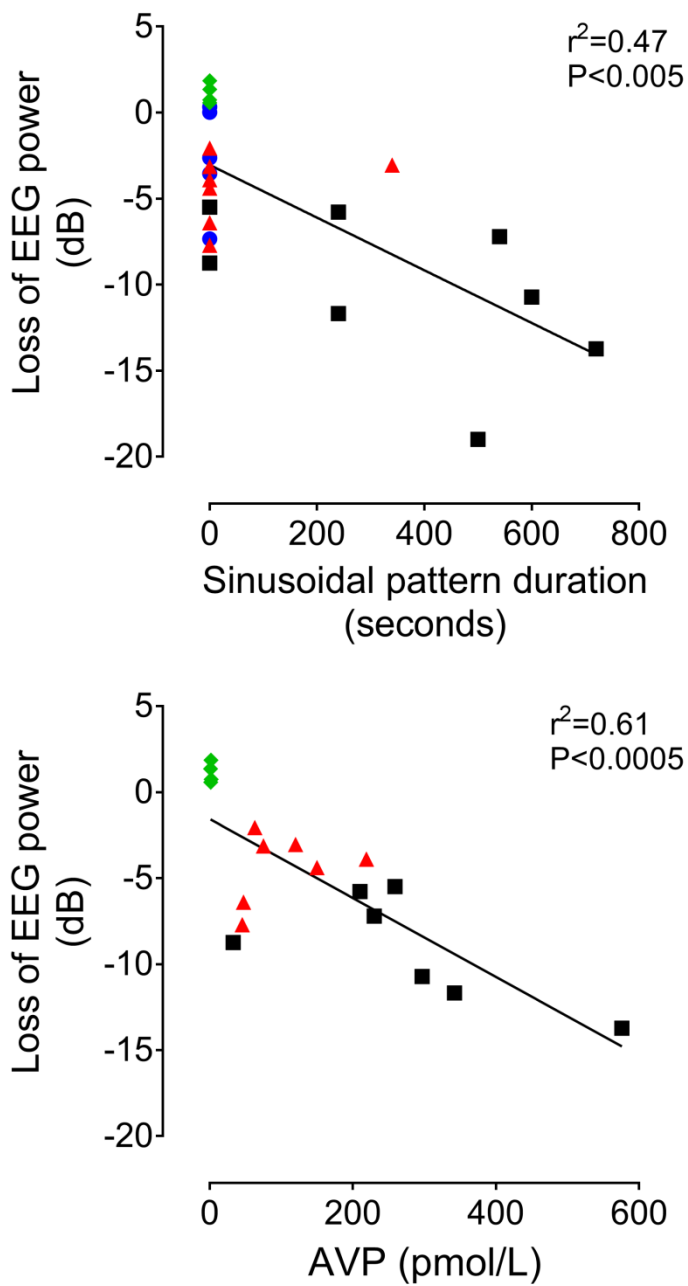 r²=0.47
P<0.005
Loss of EEG power
(dB)
5
0
-5
-10
-15
-20
0 200 400 600 800
Sinusoidal pattern duration
(seconds)
r²=0.61
P<0.0005
Loss of EEG power
(dB)
5
0
-5
-10
-15
-20
0 200 400 600
AVP (pmol/L)